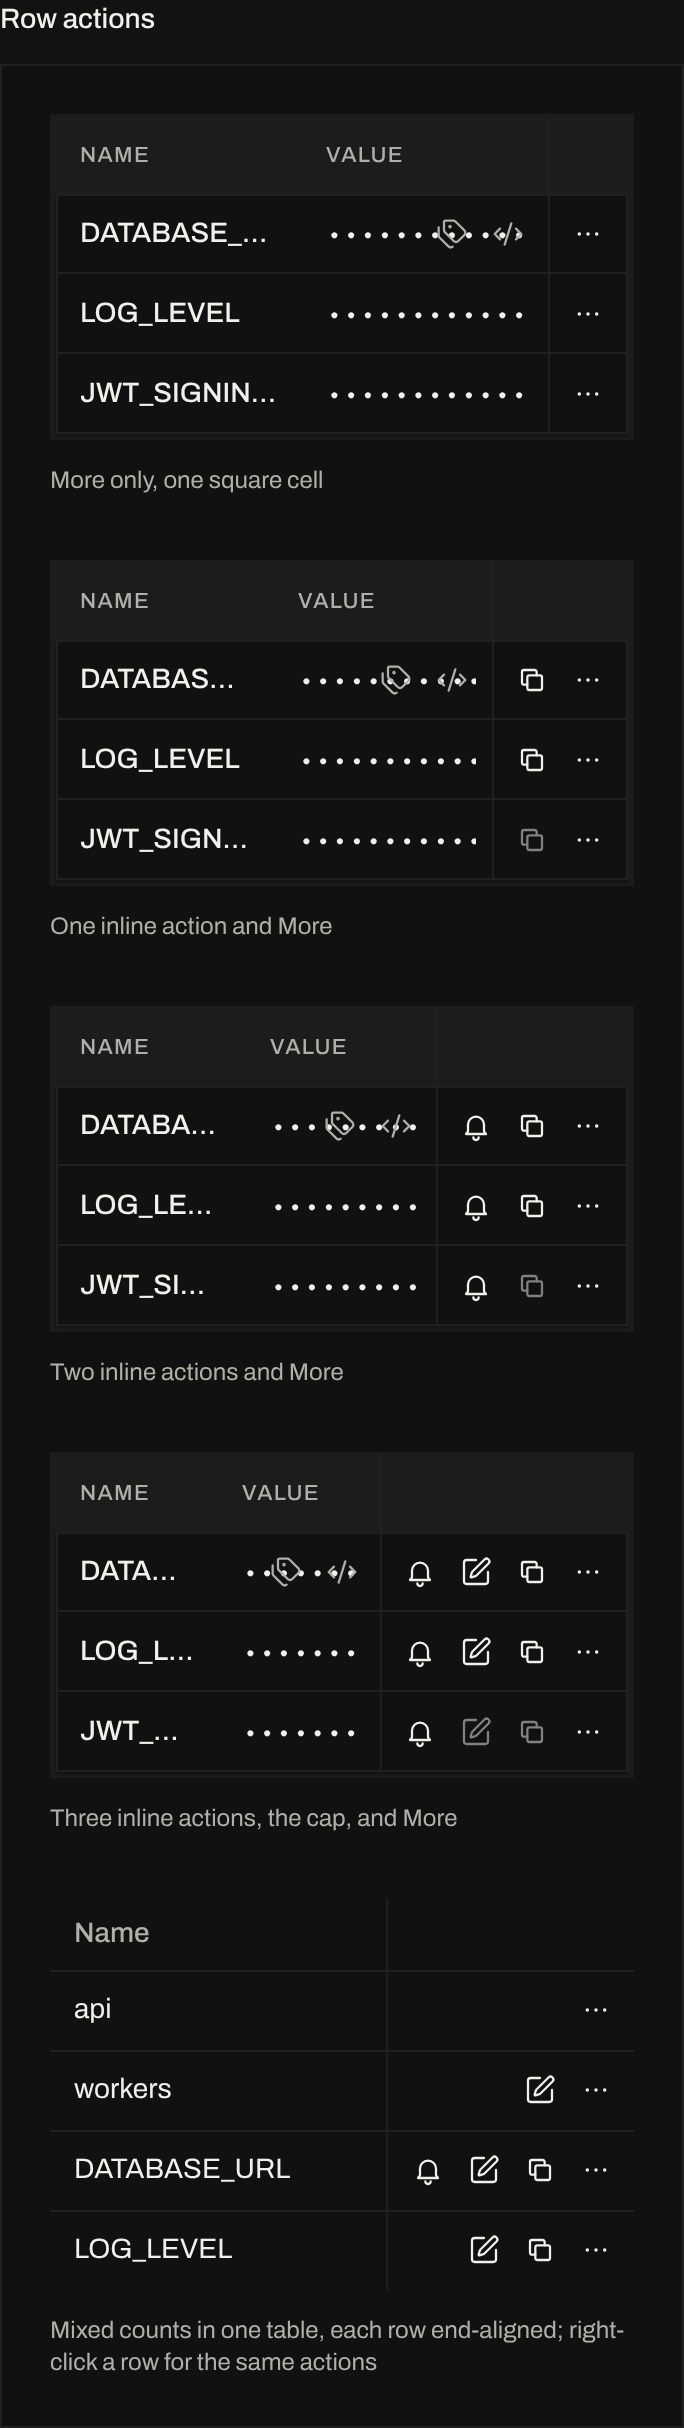 Row actions
NAME VALUE
DATABASE_... ............ ...
LOG_LEVEL ............ ...
JWT_SIGNIN... ............ ...
More only, one square cell
NAME VALUE
DATABAS... ........... ...
LOG_LEVEL ........... ...
JWT_SIGN... ........... ...
One inline action and More
NAME VALUE
DATABA... ......... ...
LOG_LE... ......... ...
JWT_SI... ......... ...
Two inline actions and More
NAME VALUE
DATA... ....... ...
LOG_L... ....... ...
JWT_... ....... ...
Three inline actions, the cap, and More
Name
api ...
workers ...
DATABASE_URL ...
LOG_LEVEL ...
Mixed counts in one table, each row end-aligned; right-
click a row for the same actions